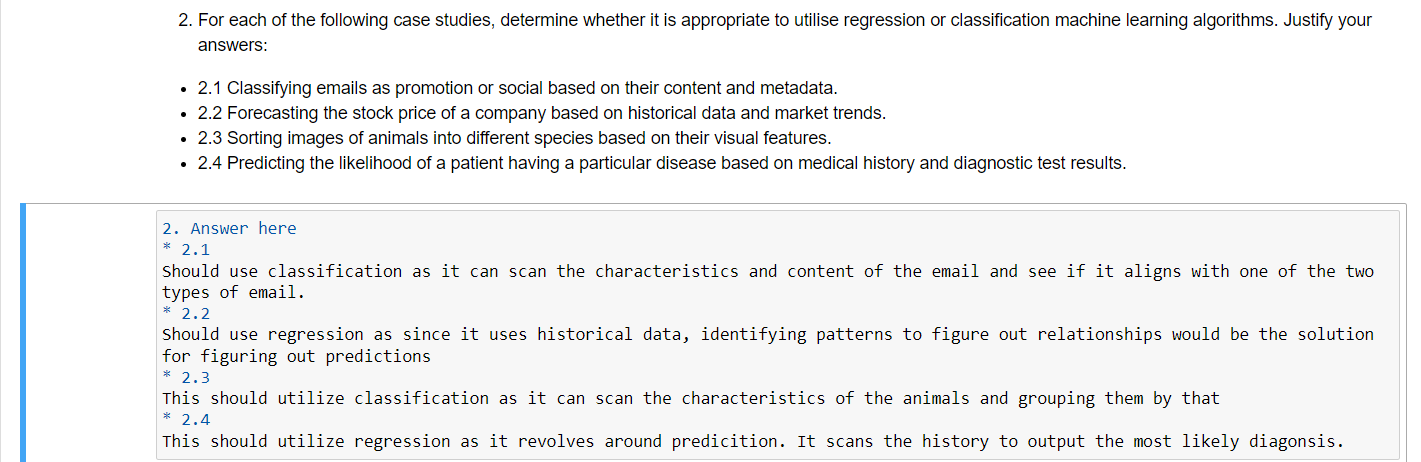 2. For each of the following case studies, determine whether it is appropriate to utilise regression or classification machine learning algorithms. Justify your
answers:
• 2.1 Classifying emails as promotion or social based on their content and metadata.
• 2.2 Forecasting the stock price of a company based on historical data and market trends.
• 2.3 Sorting images of animals into different species based on their visual features.
• 2.4 Predicting the likelihood of a patient having a particular disease based on medical history and diagnostic test results.
2. Answer here
* 2.1
Should use classification as it can scan the characteristics and content of the email and see if it aligns with one of the two
types of email.
* 2.2
Should use regression as since it uses historical data, identifying patterns to figure out relationships would be the solution
for figuring out predictions
* 2.3
This should utilize classification as it can scan the characteristics of the animals and grouping them by that
* 2.4
This should utilize regression as it revolves around predicition. It scans the history to output the most likely diagonsis.